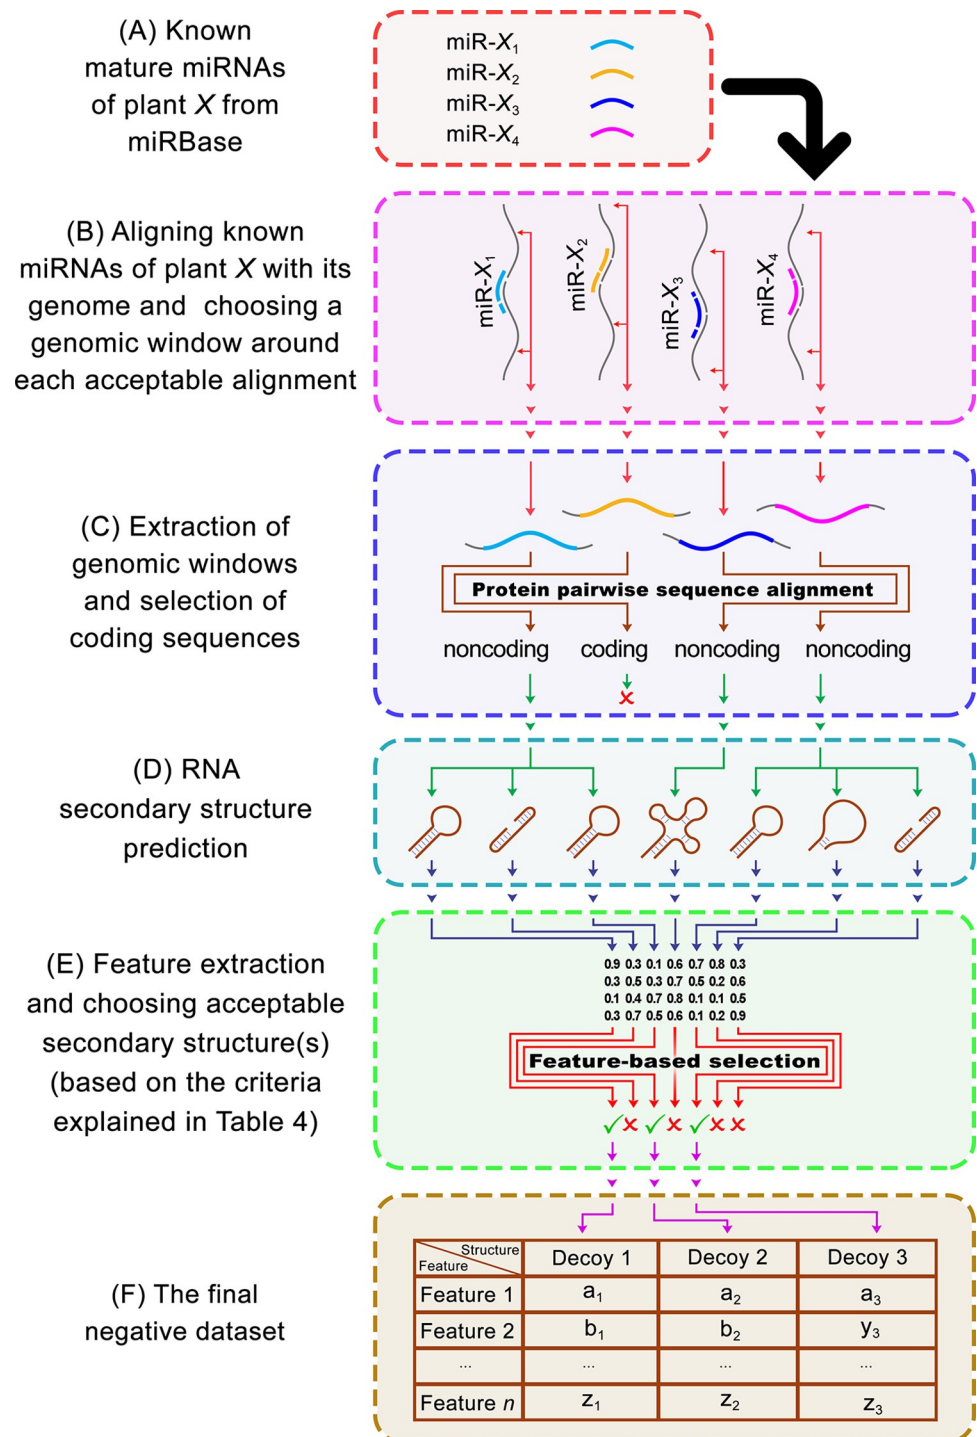 (A) Known
mature miRNAs
of plant X from
miRBase
miR-X₁
miR-X₂
miR-X₃
miR-X₄
(B) Aligning known
miRNAs of plant X with its
genome and choosing a
genomic window around
each acceptable alignment
miR-X₁
miR-X₂
miR-X₃
miR-X₄
(C) Extraction of
genomic windows
and selection of
coding sequences
Protein pairwise sequence alignment
noncoding coding noncoding noncoding
(D) RNA
secondary structure
prediction
(E) Feature extraction
and choosing acceptable
secondary structure(s)
(based on the criteria
explained in Table 4)
0.9 0.3 0.1 0.6 0.7 0.8 0.3
0.3 0.5 0.3 0.7 0.5 0.2 0.6
0.1 0.4 0.7 0.8 0.1 0.1 0.5
0.3 0.7 0.5 0.6 0.1 0.2 0.9
Feature-based selection
(F) The final
negative dataset
Structure
Feature
Decoy 1 Decoy 2 Decoy 3
Feature 1 a₁ a₂ a₃
Feature 2 b₁ b₂ y₃
... ... ... ...
Feature n z₁ z₂ z₃